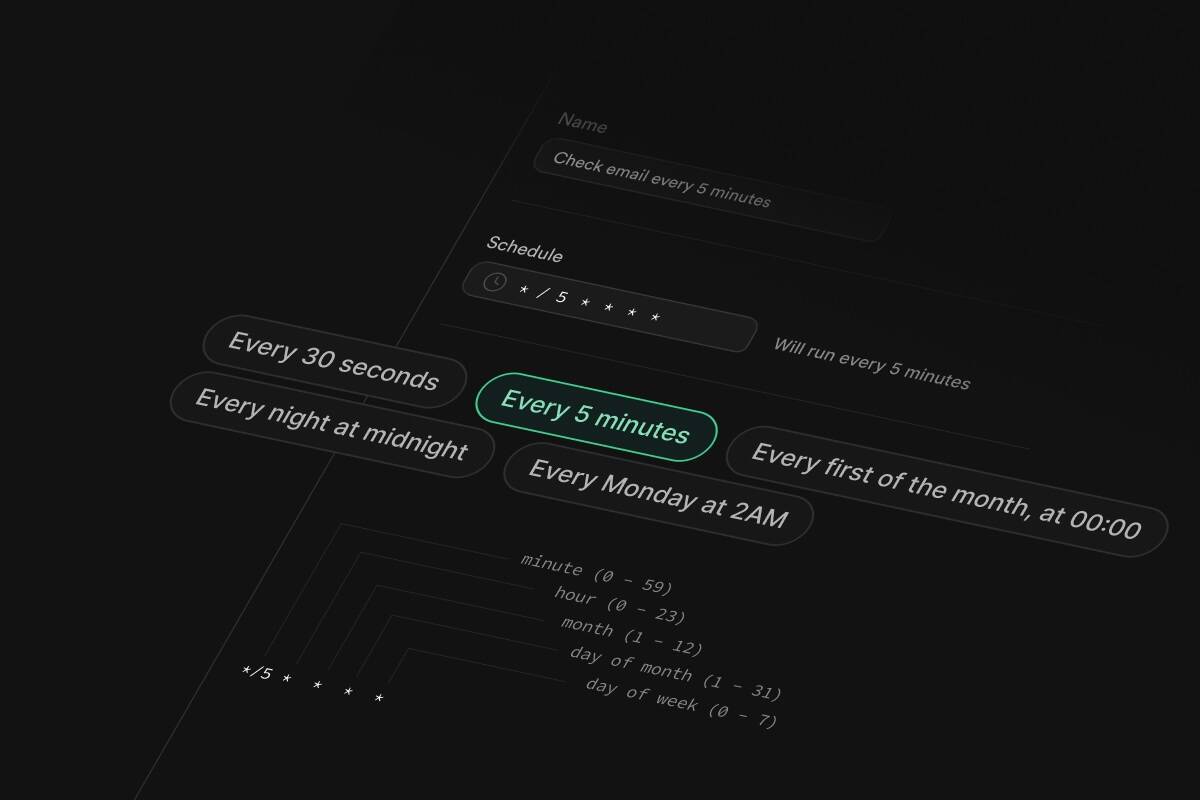 Name
Check email every 5 minutes
Schedule
* / 5 * * * *
Will run every 5 minutes
Every 30 seconds
Every 5 minutes
Every first of the month, at 00:00
Every night at midnight
Every Monday at 2AM
minute (0 - 59)
hour (0 - 23)
month (1 - 12)
day of month (1 - 31)
day of week (0 - 7)
*/5 * * * *